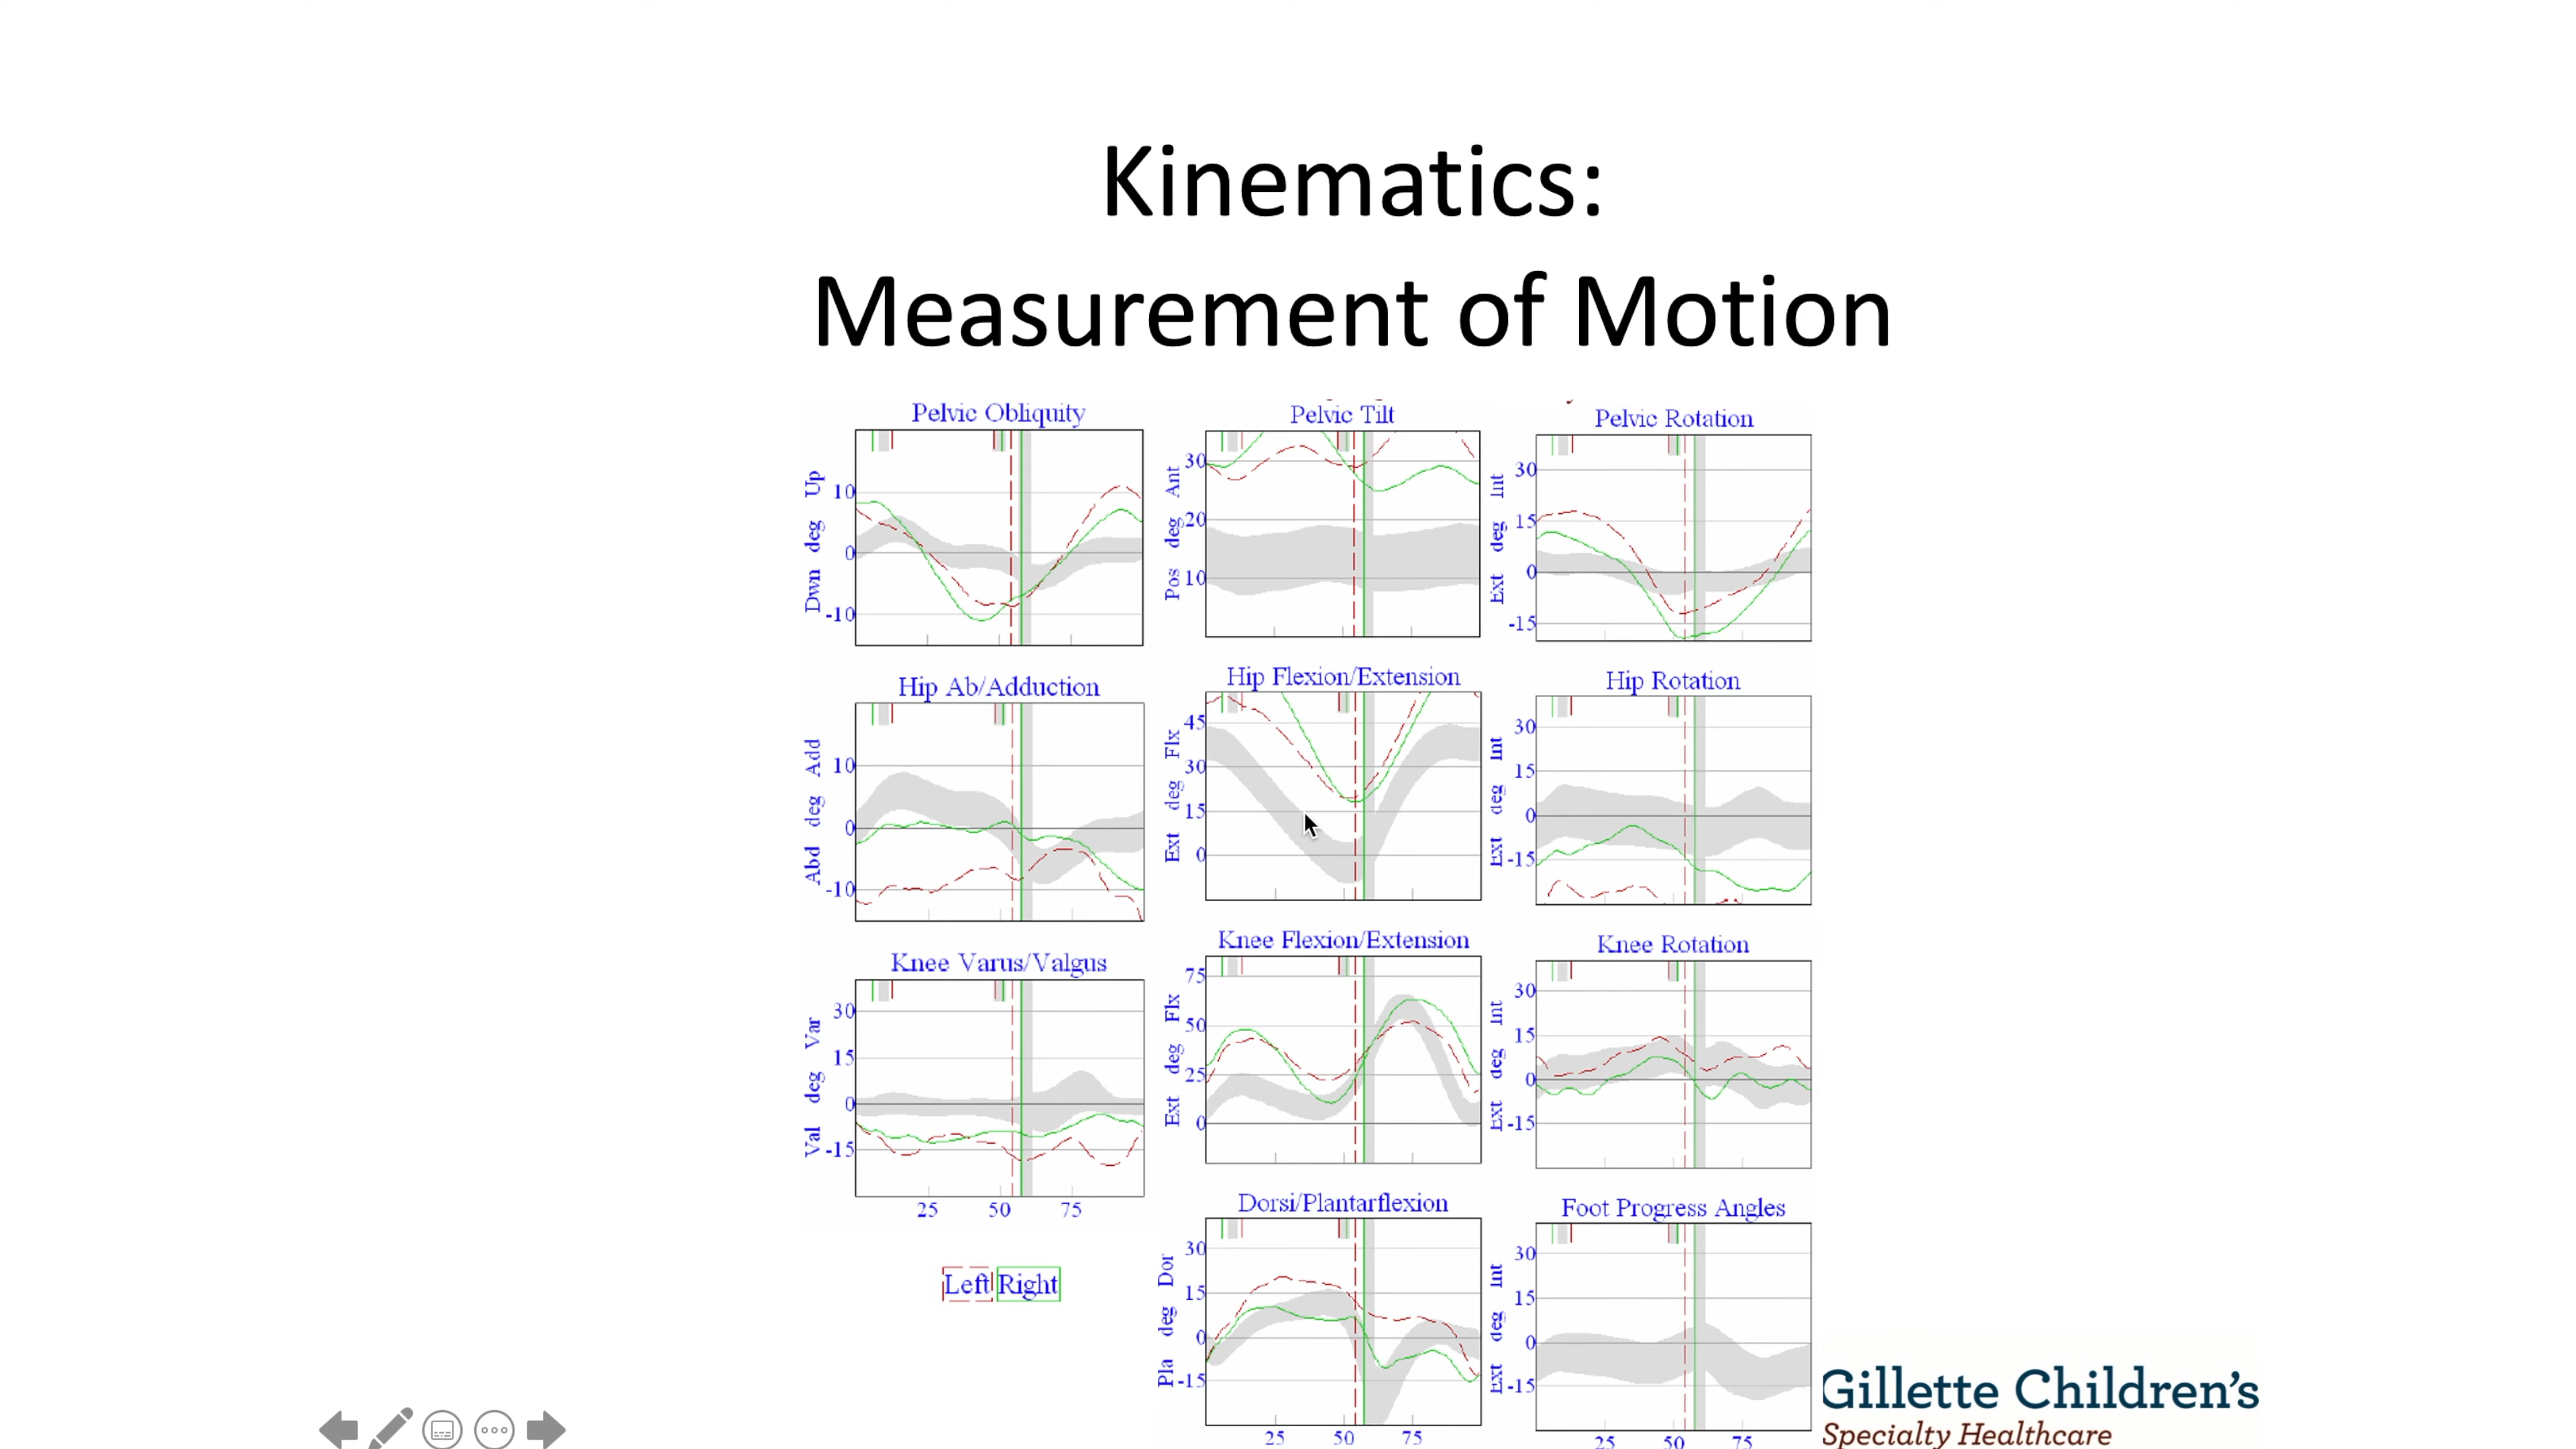 Kinematics:
Measurement of Motion
Pelvic Obliquity
Dwn deg Up
10
0
-10
Pelvic Tilt
Pos deg Ant
30
20
10
Pelvic Rotation
Ext deg Int
30
15
0
-15
Hip Ab/Adduction
Abd deg Add
10
0
-10
Hip Flexion/Extension
Ext deg Flx
45
30
15
0
Hip Rotation
Ext deg Int
30
15
0
-15
Knee Varus/Valgus
Val deg Var
30
15
0
-15
25 50 75
Knee Flexion/Extension
Ext deg Flx
75
50
25
0
Knee Rotation
Ext deg Int
30
15
0
-15
Left Right
Dorsi/Plantarflexion
Pla deg Dor
30
15
0
-15
25 50 75
Foot Progress Angles
Ext deg Int
30
15
0
-15
25 50 75
Gillette Children's
Specialty Healthcare